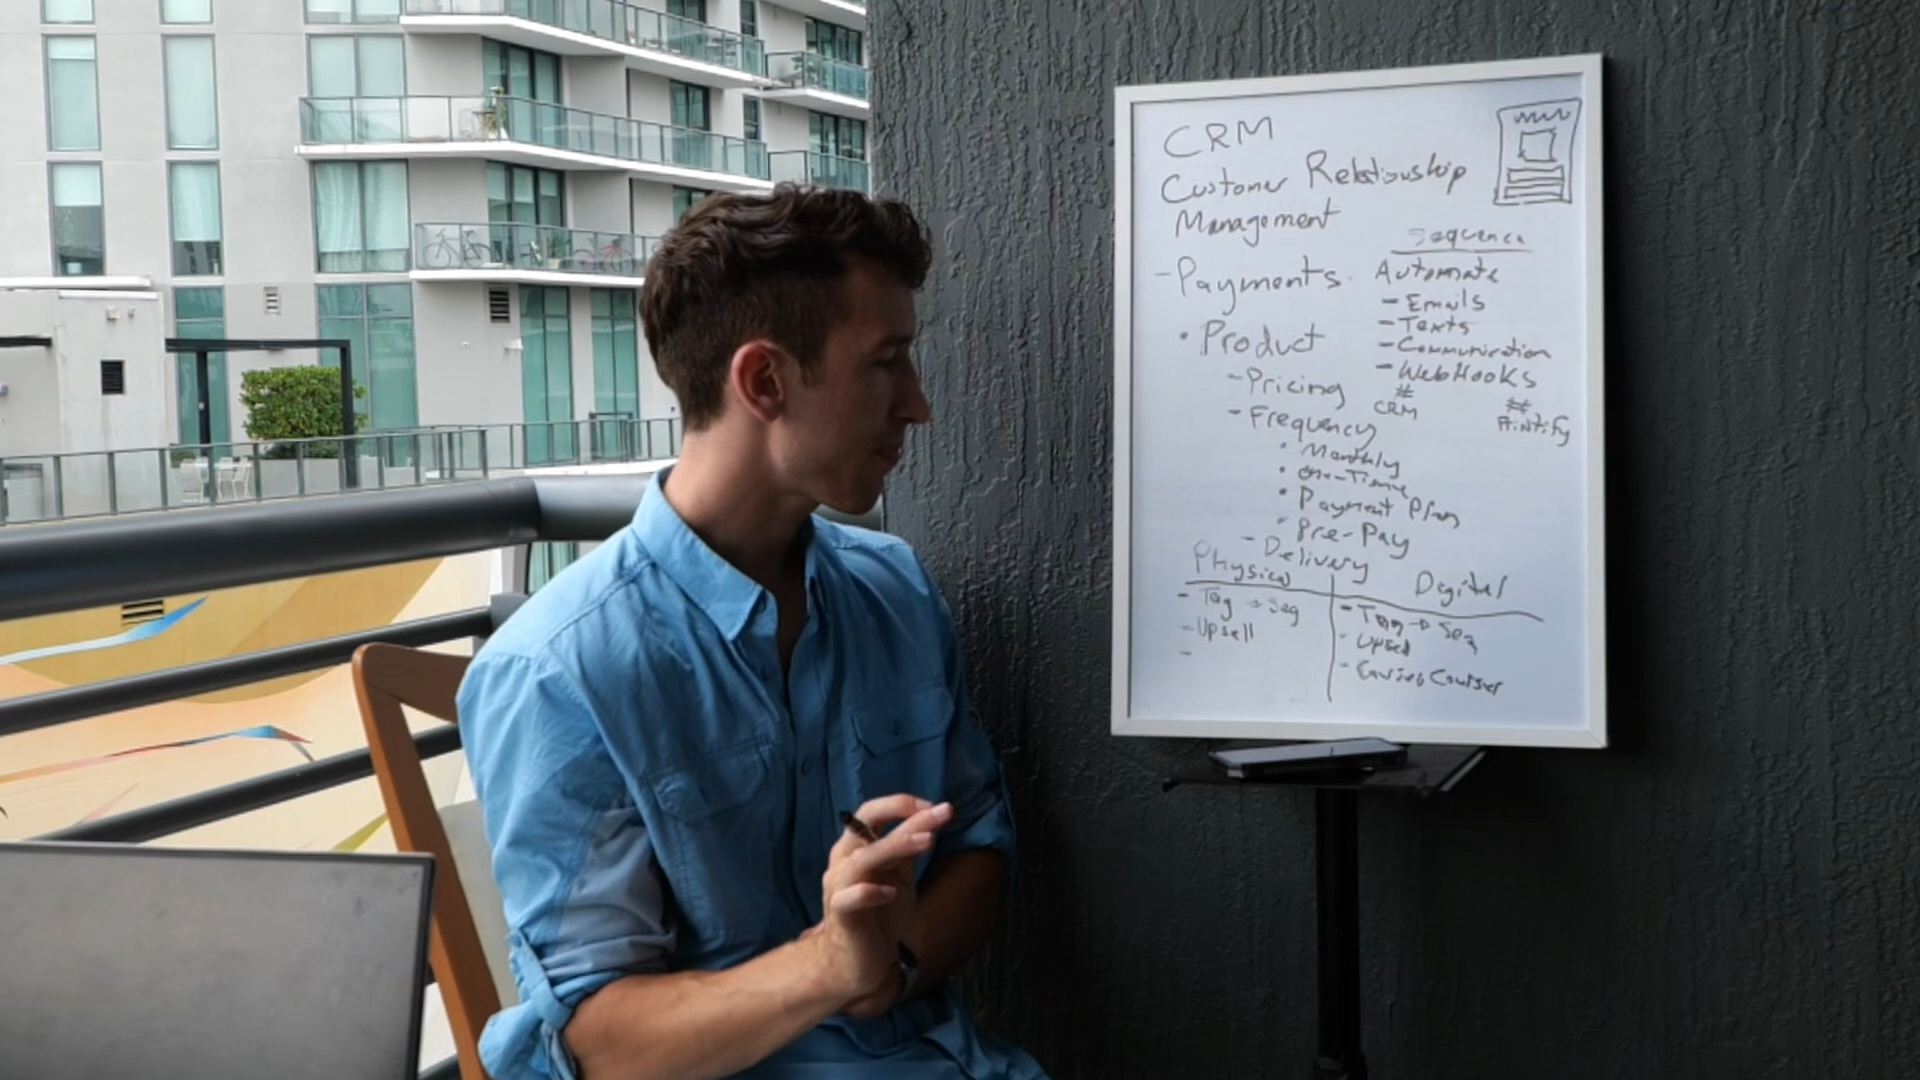 CRM
Customer Relationship
Management
- Payments
• Product
- Pricing
- Frequency
• Monthly
• One-Time
• Payment Plan
• Pre-Pay
- Delivery
Sequence
Automate
- Emails
- Texts
- Communication
- WebHooks
#
CRM
#
Printify
Physical
- Tag → Seq
- Upsell
-
Digital
- Tag → Seq
- Upsell